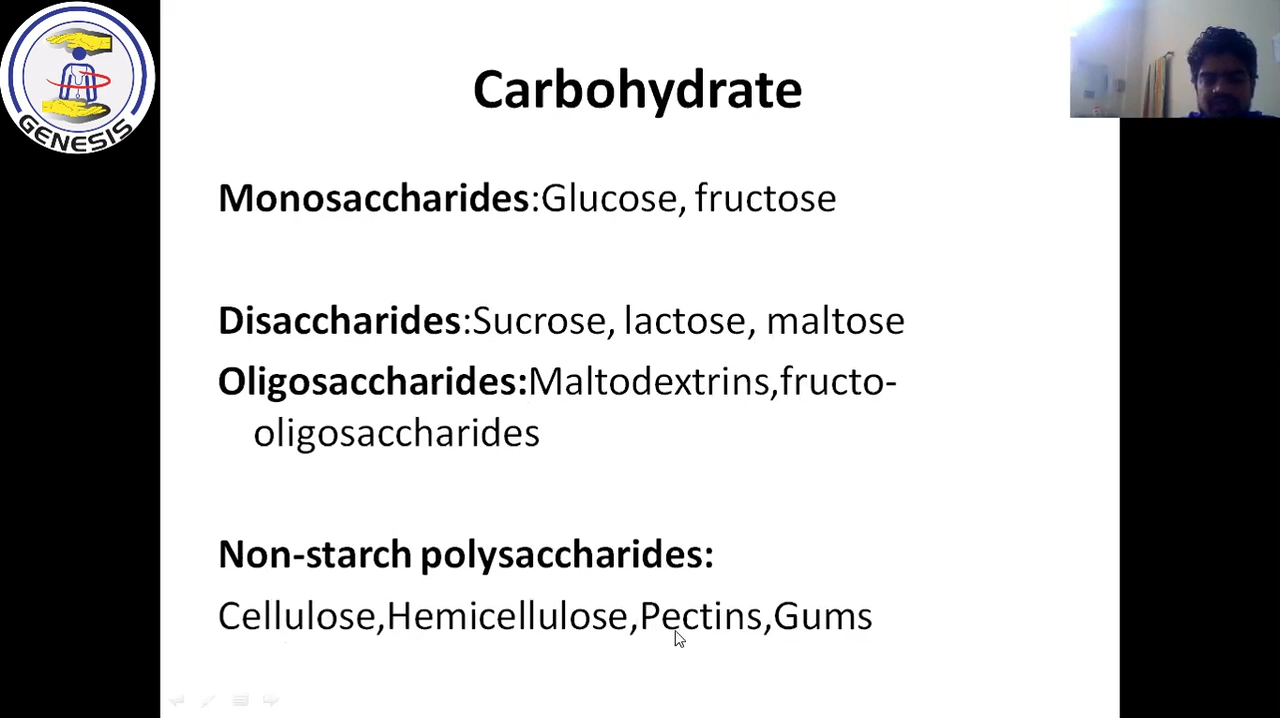 GENESIS
Carbohydrate
Monosaccharides:Glucose, fructose
Disaccharides:Sucrose, lactose, maltose
Oligosaccharides:Maltodextrins,fructo-
oligosaccharides
Non-starch polysaccharides:
Cellulose,Hemicellulose,Pectins,Gums